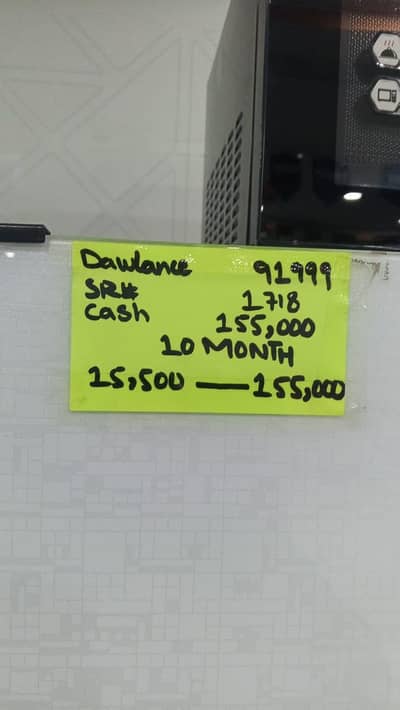 Dawlance 91999
SR# 1718
Cash 155,000
10 MONTH
15,500 — 155,000